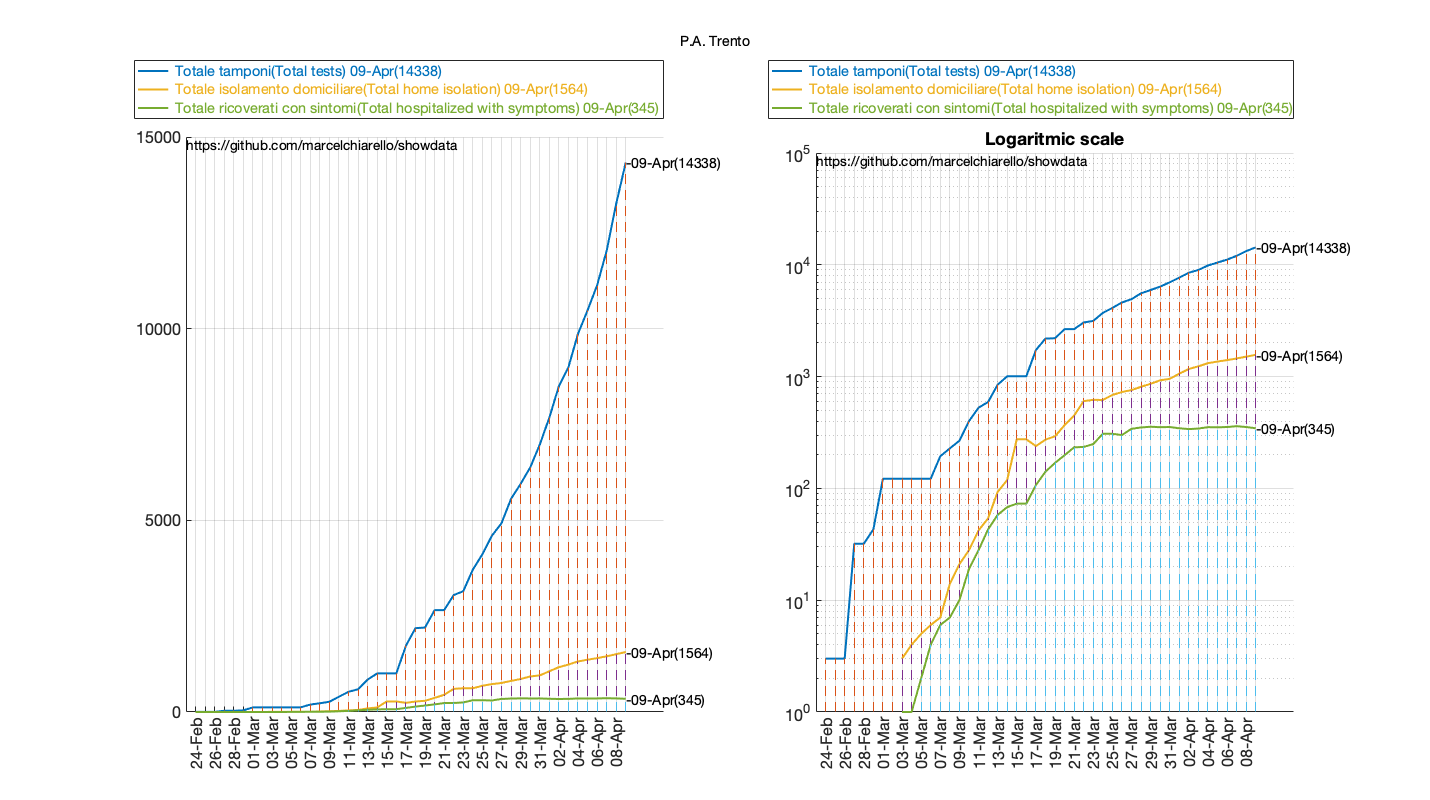 P.A. Trento
Totale tamponi(Total tests) 09-Apr(14338)
Totale isolamento domiciliare(Total home isolation) 09-Apr(1564)
Totale ricoverati con sintomi(Total hospitalized with symptoms) 09-Apr(345)
15000
https://github.com/marcelchiarello/showdata
-09-Apr(14338)
10000
5000
-09-Apr(1564)
-09-Apr(345)
0
24-Feb
26-Feb
28-Feb
01-Mar
03-Mar
05-Mar
07-Mar
09-Mar
11-Mar
13-Mar
15-Mar
17-Mar
19-Mar
21-Mar
23-Mar
25-Mar
27-Mar
29-Mar
31-Mar
02-Apr
04-Apr
06-Apr
08-Apr
Totale tamponi(Total tests) 09-Apr(14338)
Totale isolamento domiciliare(Total home isolation) 09-Apr(1564)
Totale ricoverati con sintomi(Total hospitalized with symptoms) 09-Apr(345)
Logaritmic scale
10^5
https://github.com/marcelchiarello/showdata
-09-Apr(14338)
10^4
-09-Apr(1564)
10^3
-09-Apr(345)
10^2
10^1
10^0
24-Feb
26-Feb
28-Feb
01-Mar
03-Mar
05-Mar
07-Mar
09-Mar
11-Mar
13-Mar
15-Mar
17-Mar
19-Mar
21-Mar
23-Mar
25-Mar
27-Mar
29-Mar
31-Mar
02-Apr
04-Apr
06-Apr
08-Apr